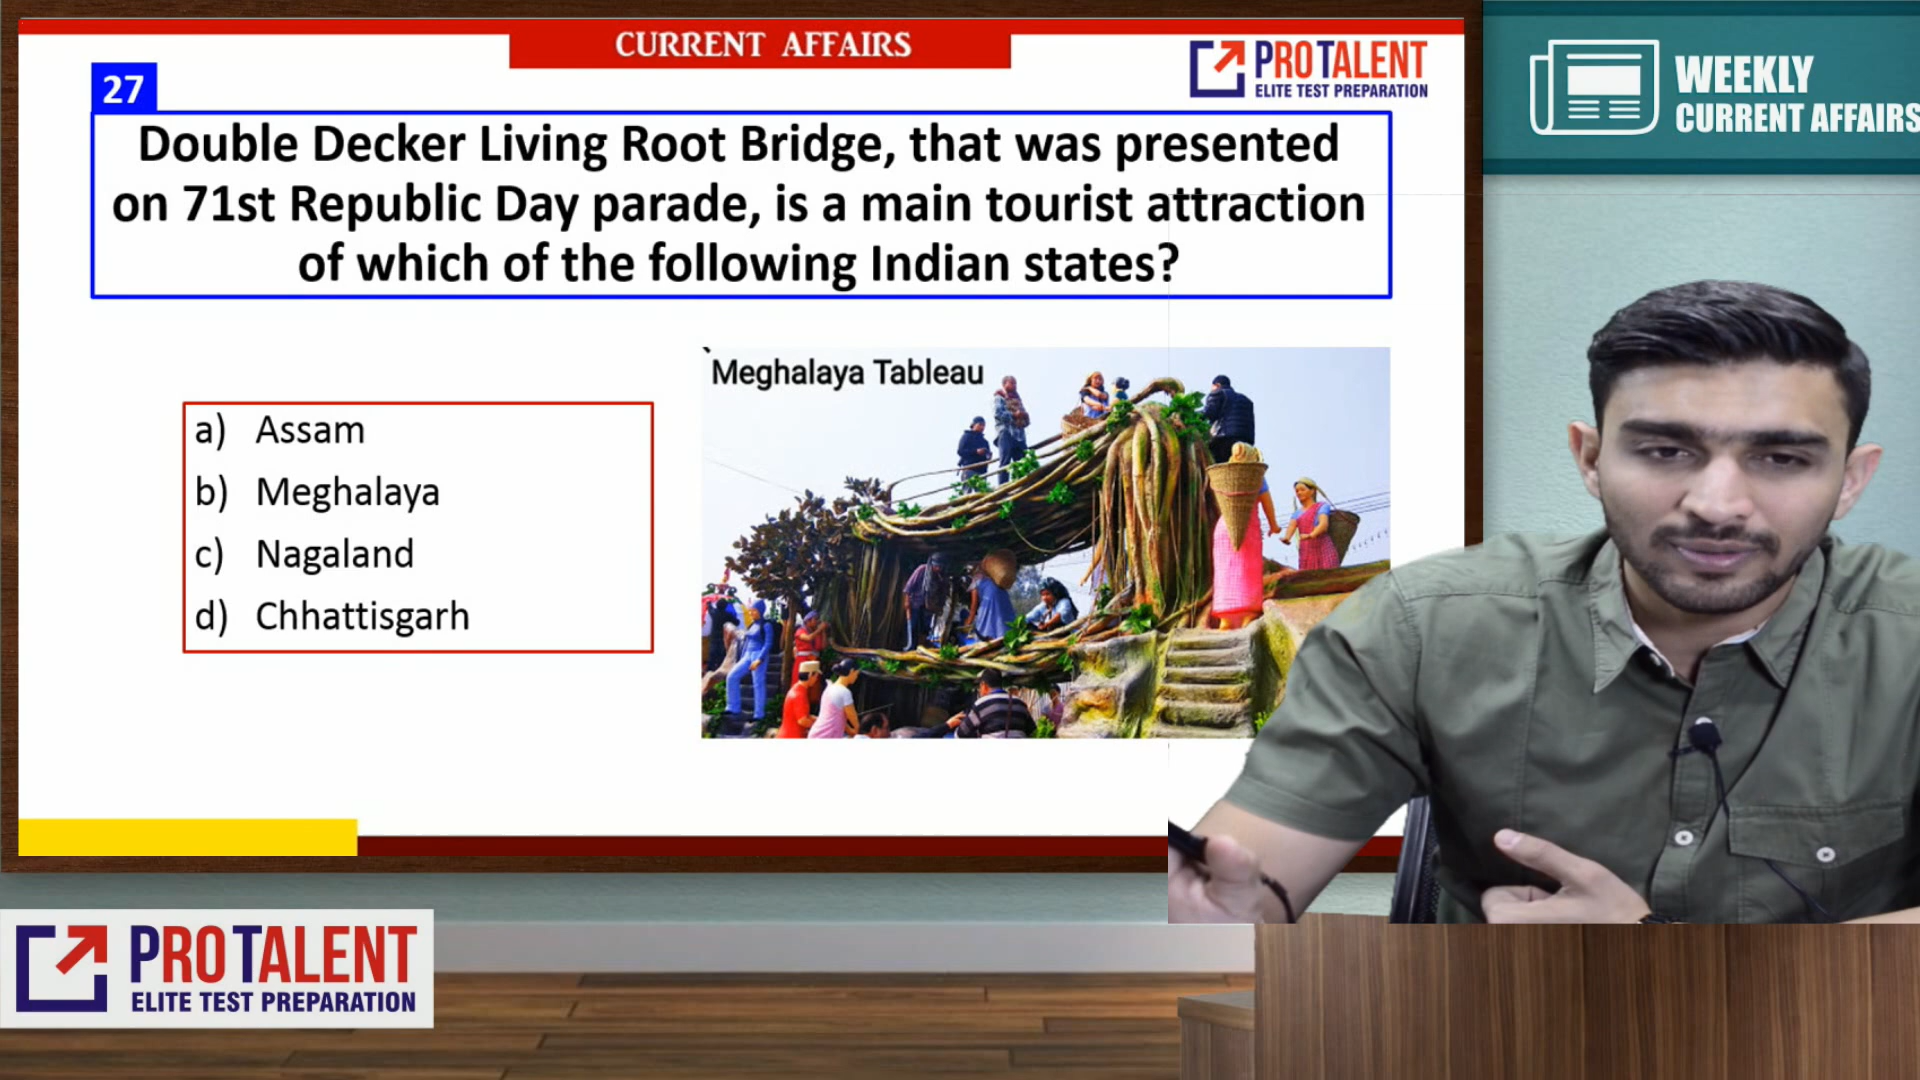 CURRENT AFFAIRS
PROTALENT
ELITE TEST PREPARATION
WEEKLY
CURRENT AFFAIRS
27
Double Decker Living Root Bridge, that was presented
on 71st Republic Day parade, is a main tourist attraction
of which of the following Indian states?
Meghalaya Tableau
a) Assam
b) Meghalaya
c) Nagaland
d) Chhattisgarh
PROTALENT
ELITE TEST PREPARATION